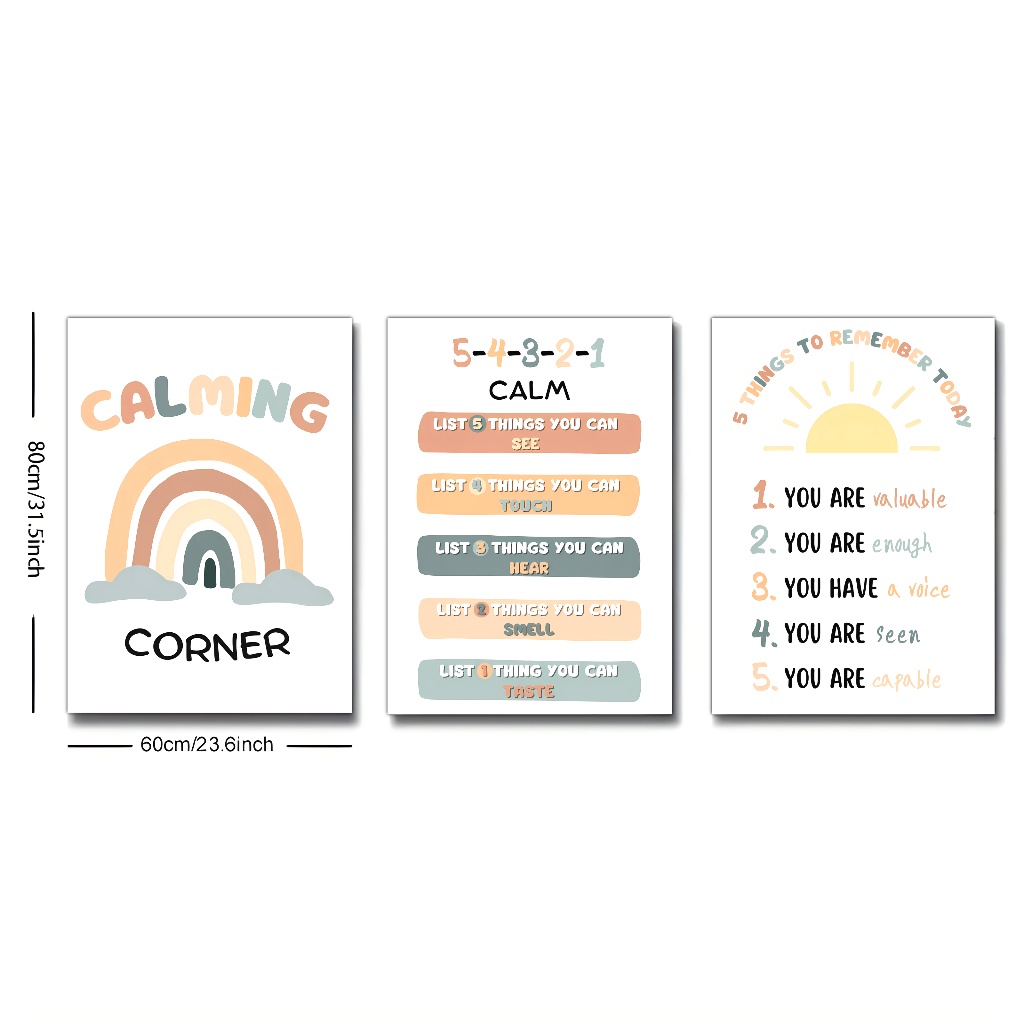 80cm/31.5inch
60cm/23.6inch
CALMING
CORNER
5-4-3-2-1
CALM
LIST 5 THINGS YOU CAN
SEE
LIST 4 THINGS YOU CAN
TOUCH
LIST 3 THINGS YOU CAN
HEAR
LIST 2 THINGS YOU CAN
SMELL
LIST 1 THING YOU CAN
TASTE
5 THINGS TO REMEMBER TODAY
1. YOU ARE valuable
2. YOU ARE enough
3. YOU HAVE a voice
4. YOU ARE seen
5. YOU ARE capable